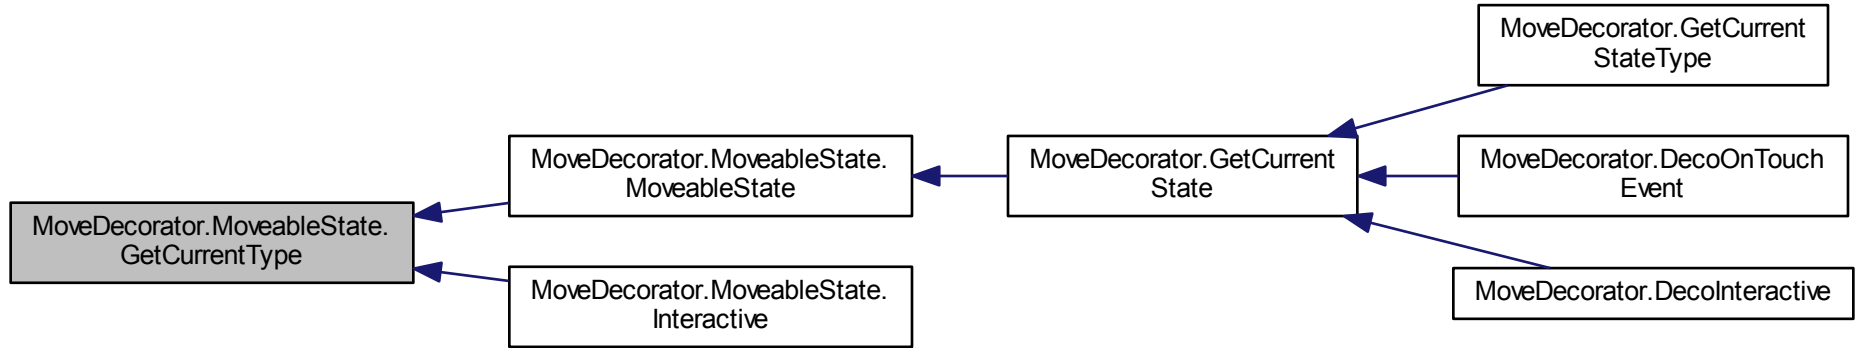 MoveDecorator.MoveableState.
GetCurrentType
MoveDecorator.MoveableState.
MoveableState
MoveDecorator.MoveableState.
Interactive
MoveDecorator.GetCurrent
State
MoveDecorator.GetCurrent
StateType
MoveDecorator.DecoOnTouch
Event
MoveDecorator.DecoInteractive